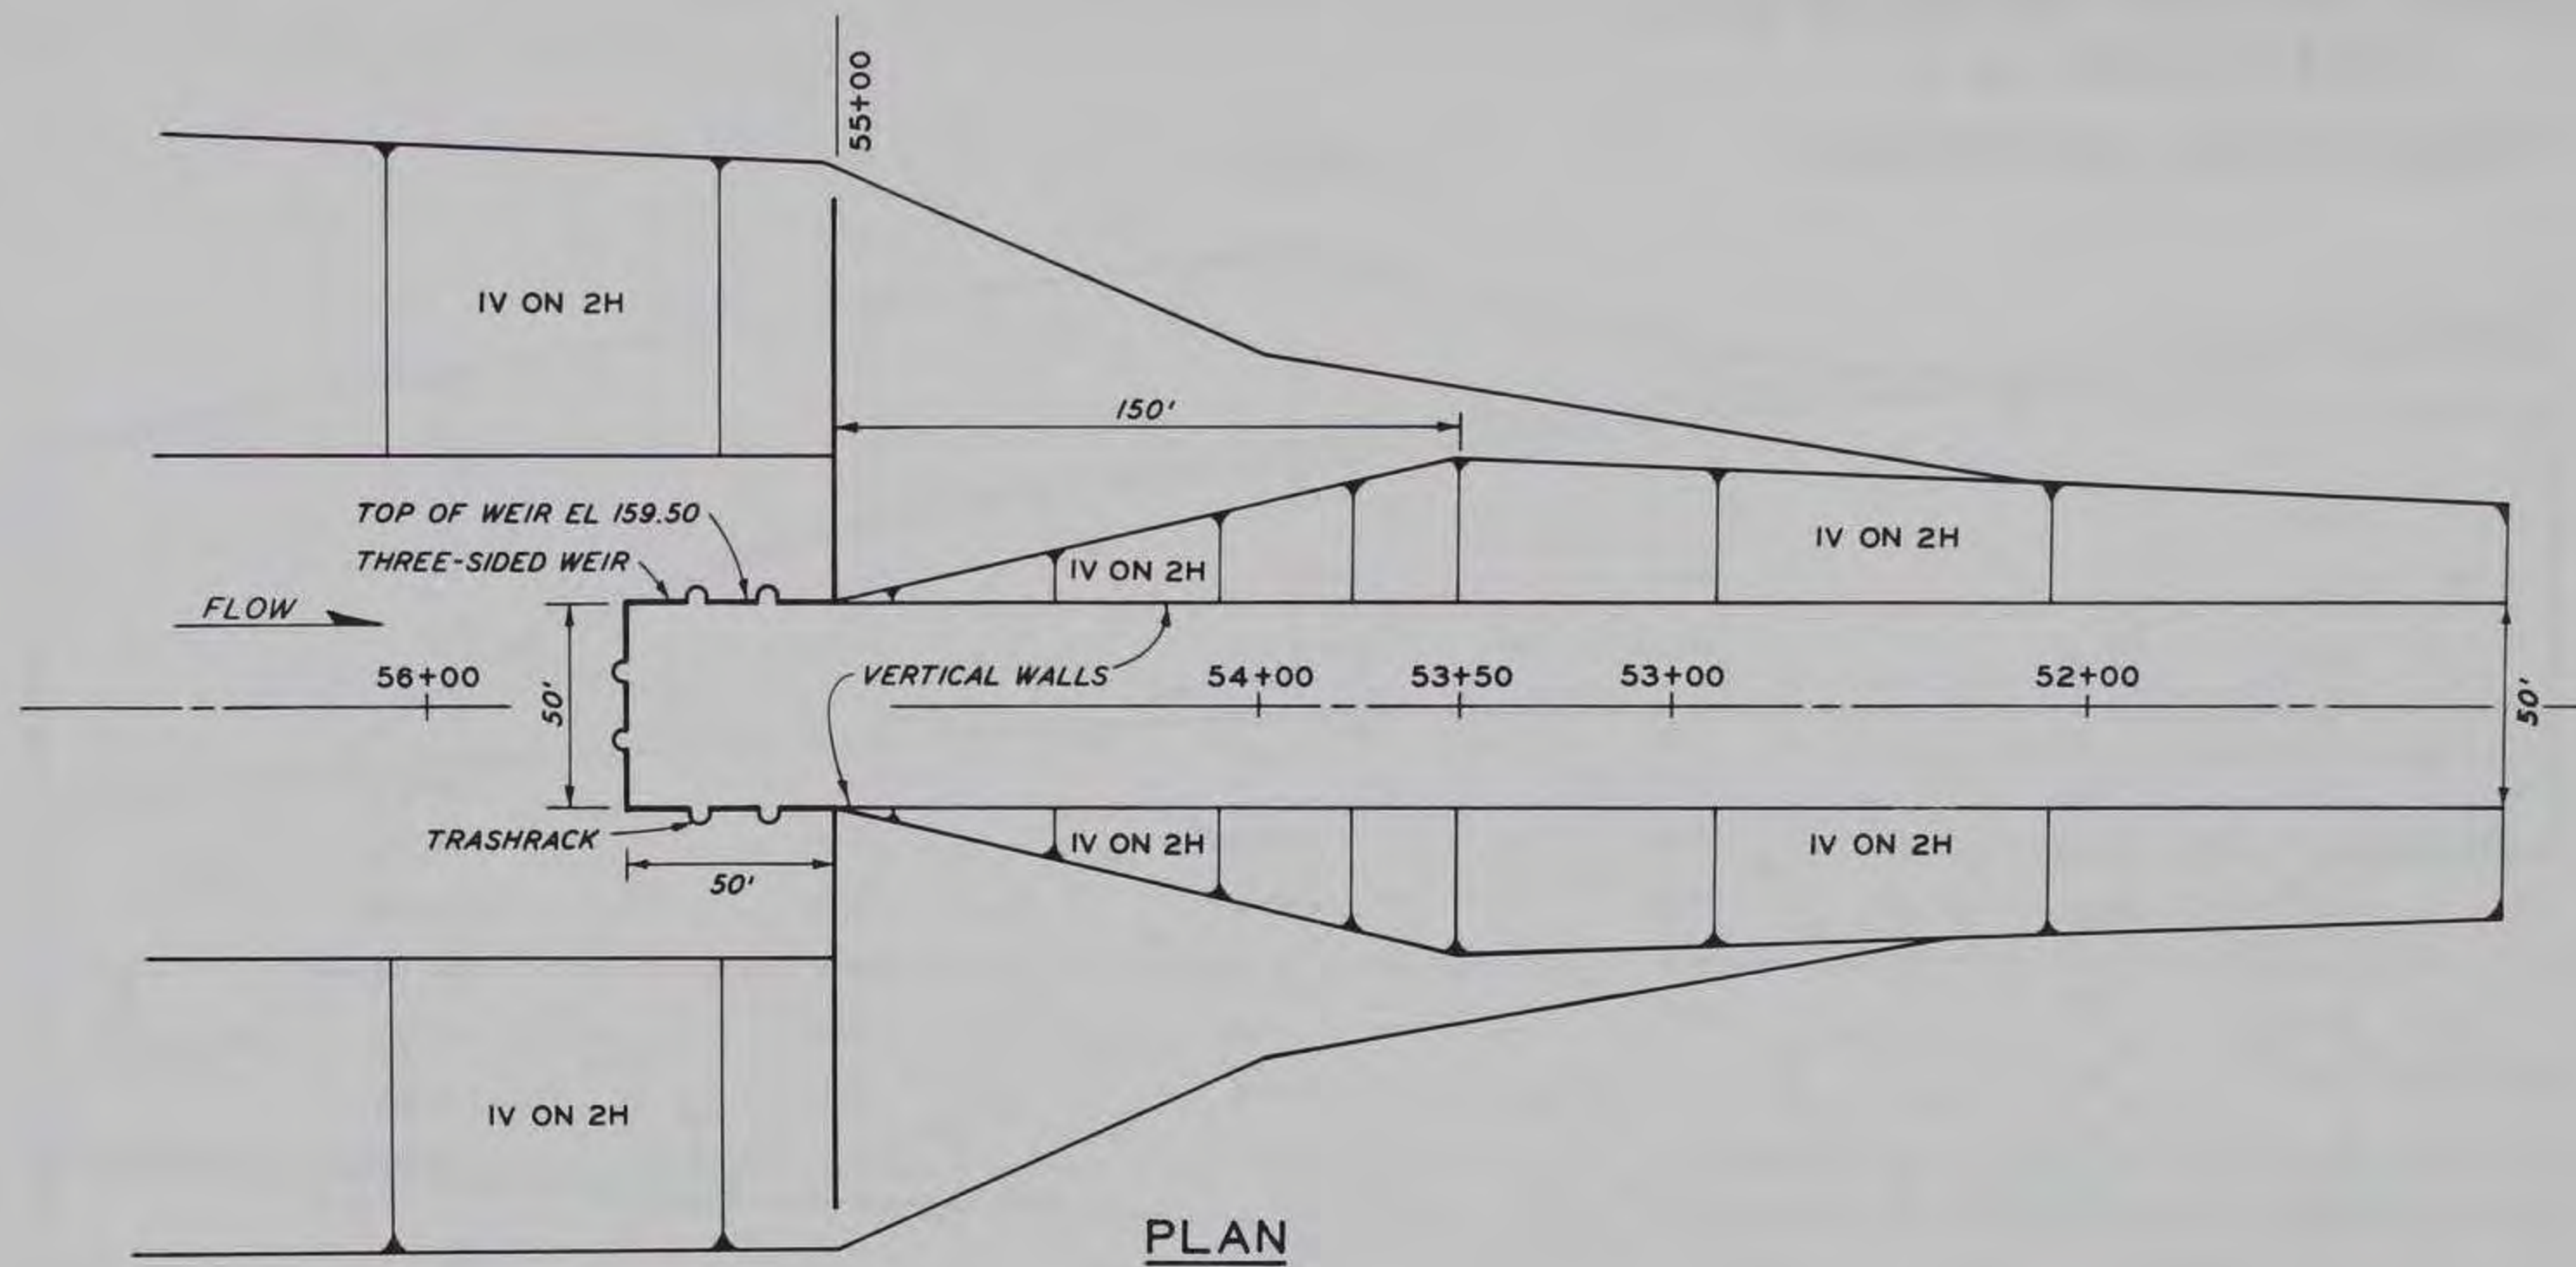 55+00
IV ON 2H
150'
TOP OF WEIR EL 159.50
THREE-SIDED WEIR
IV ON 2H
IV ON 2H
FLOW
56+00
50'
VERTICAL WALLS
54+00
53+50
53+00
52+00
50'
TRASHRACK
50'
IV ON 2H
IV ON 2H
IV ON 2H
PLAN